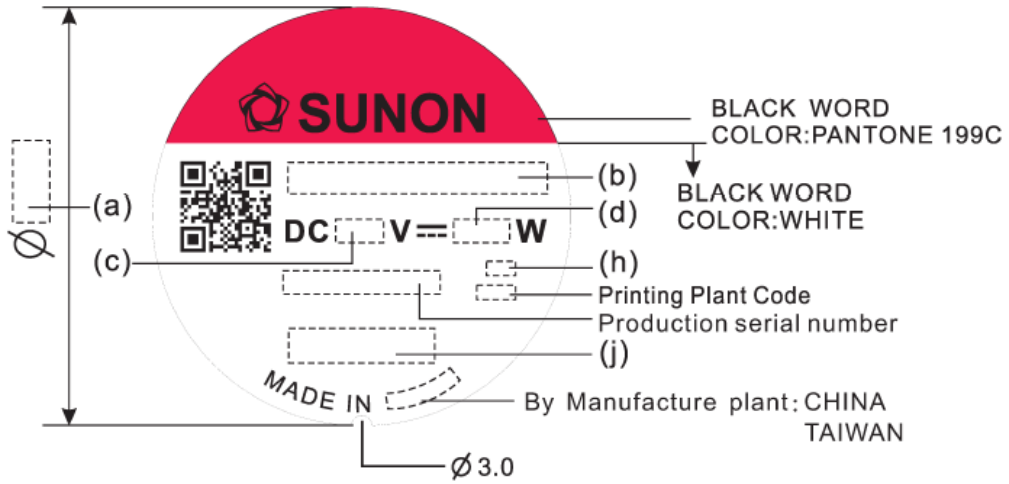 SUNON
BLACK WORD
COLOR:PANTONE 199C
BLACK WORD
COLOR:WHITE
(a)
(b)
DC V⎓ W
(d)
(c)
(h)
Printing Plant Code
Production serial number
(j)
MADE IN
By Manufacture plant: CHINA
TAIWAN
Ø
Ø 3.0